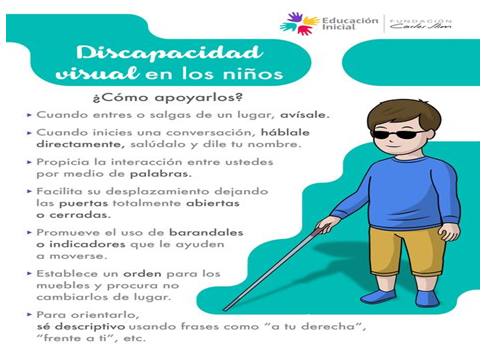 Educación
Inicial
FUNDACIÓN
Carlos Slim
Discapacidad
visual en los niños
¿Cómo apoyarlos?
‣ Cuando entres o salgas de un lugar, avísale.
‣ Cuando inicies una conversación, háblale
directamente, salúdalo y dile tu nombre.
‣ Propicia la interacción entre ustedes
por medio de palabras.
‣ Facilita su desplazamiento dejando
las puertas totalmente abiertas
o cerradas.
‣ Promueve el uso de barandales
o indicadores que le ayuden
a moverse.
‣ Establece un orden para los
muebles y procura no
cambiarlos de lugar.
‣ Para orientarlo,
sé descriptivo usando frases como “a tu derecha”,
“frente a ti”, etc.